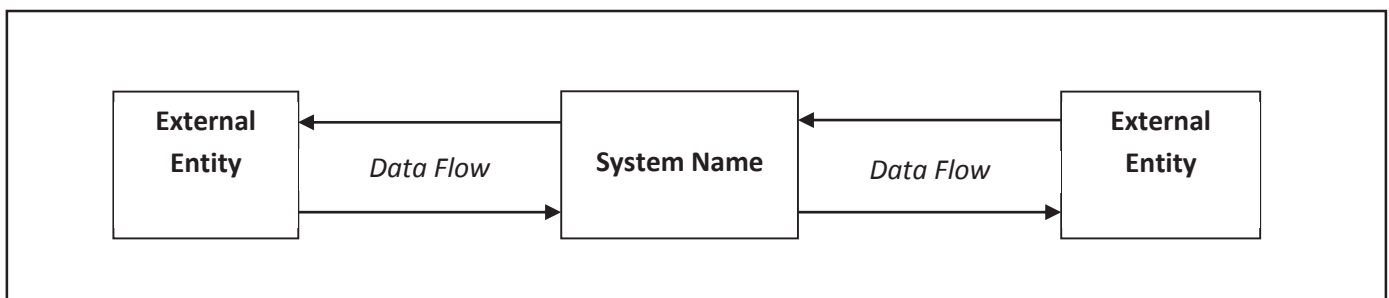 External
Entity
Data Flow
System Name
Data Flow
External
Entity